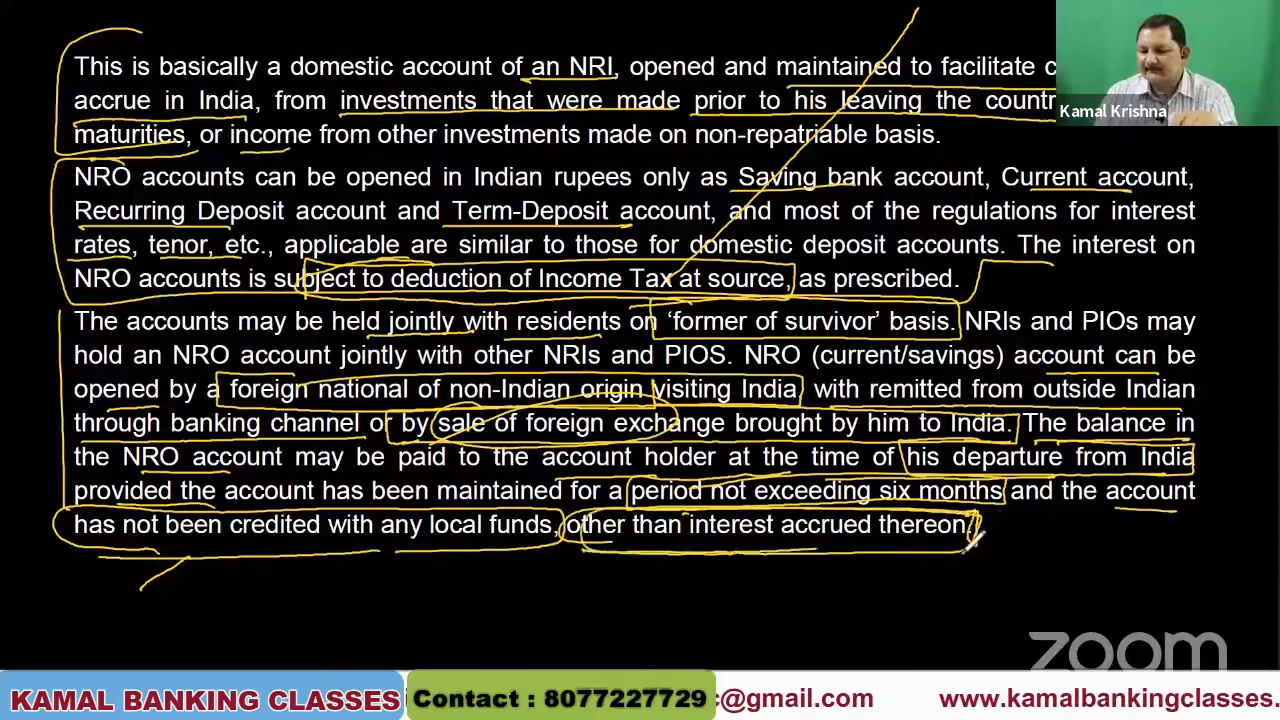 This is basically a domestic account of an NRI, opened and maintained to facilitate
accrue in India, from investments that were made prior to his leaving the
maturities, or income from other investments made on non-repatriable basis.
NRO accounts can be opened in Indian rupees only as Saving bank account, Current account,
Recurring Deposit account and Term-Deposit account, and most of the regulations for interest
rates, tenor, etc., applicable are similar to those for domestic deposit accounts. The interest on
NRO accounts is subject to deduction of Income Tax at source, as prescribed.
The accounts may be held jointly with residents on ‘former of survivor’ basis. NRIs and PIOs may
hold an NRO account jointly with other NRIs and PIOS. NRO (current/savings) account can be
opened by a foreign national of non-Indian origin visiting India with remitted from outside Indian
through banking channel or by sale of foreign exchange brought by him to India. The balance in
the NRO account may be paid to the account holder at the time of his departure from India
provided the account has been maintained for a period not exceeding six months and the account
has not been credited with any local funds, other than interest accrued thereon.
Kamal Krishna
zoom
KAMAL BANKING CLASSES Contact : 8077227729 c@gmail.com www.kamalbankingclasses.